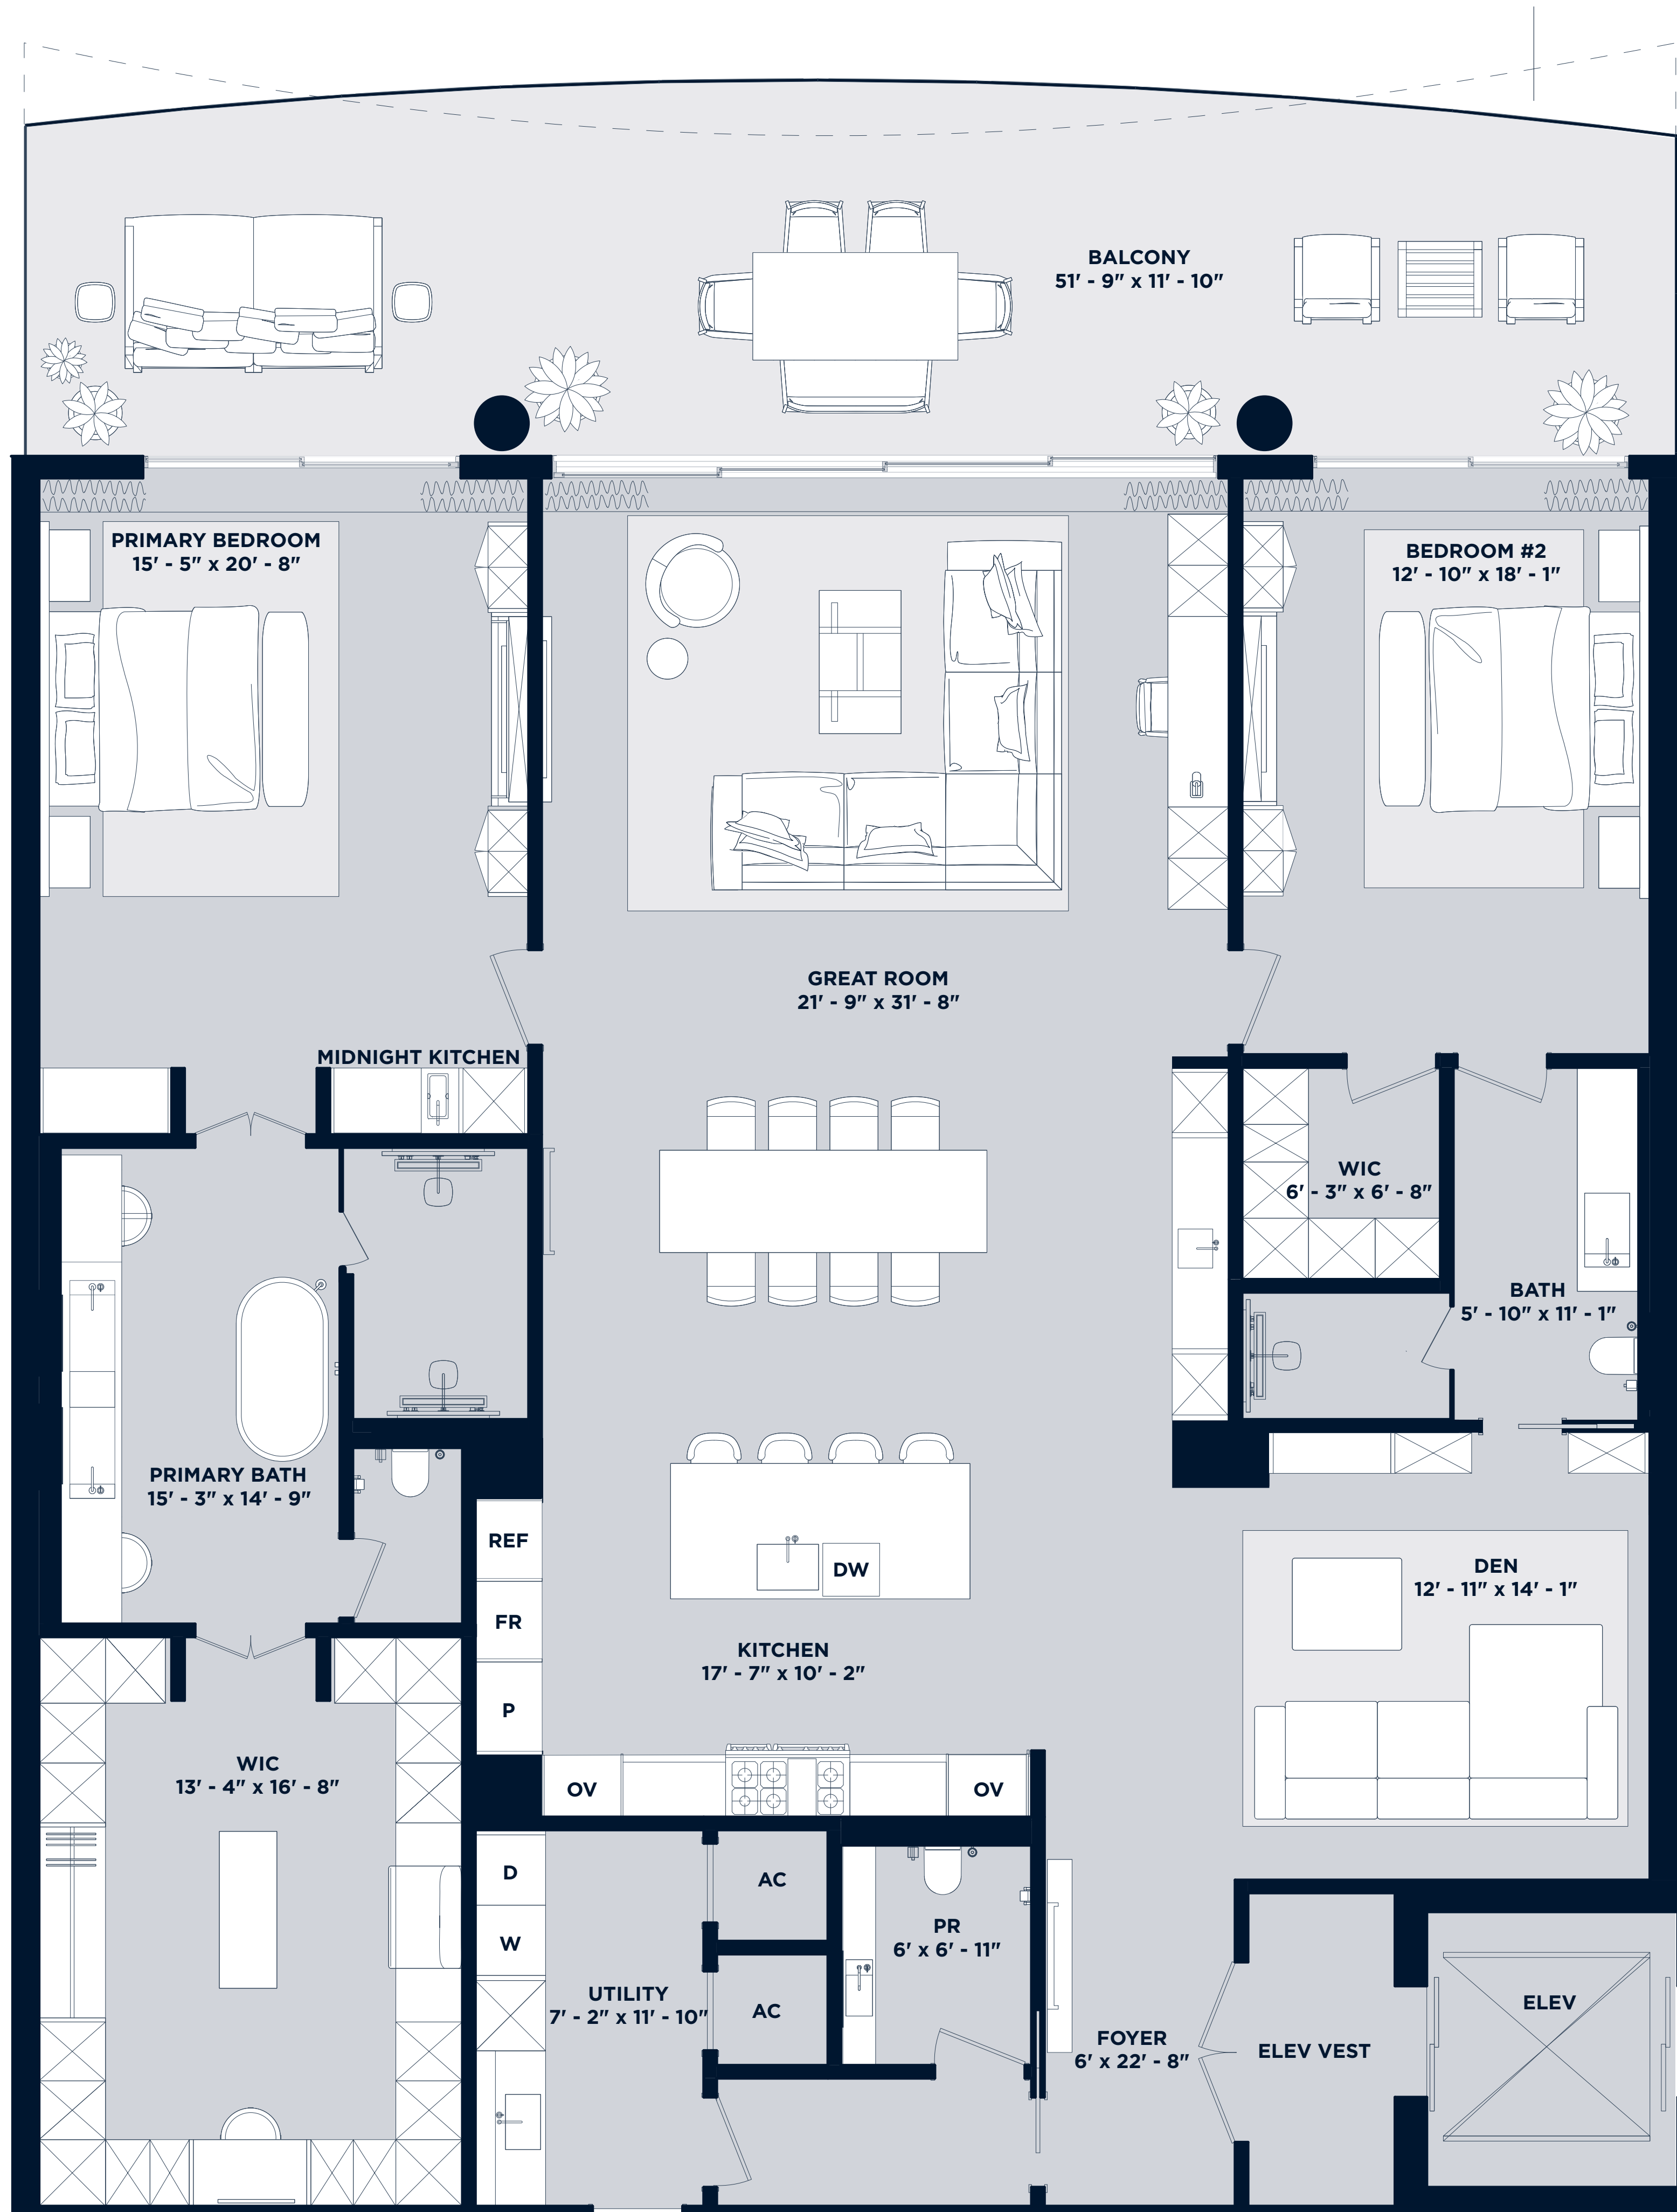 BALCONY
51' - 9" x 11' - 10"
PRIMARY BEDROOM
15' - 5" x 20' - 8"
BEDROOM #2
12' - 10" x 18' - 1"
GREAT ROOM
21' - 9" x 31' - 8"
MIDNIGHT KITCHEN
WIC
6' - 3" x 6' - 8"
BATH
5' - 10" x 11' - 1"
PRIMARY BATH
15' - 3" x 14' - 9"
REF
FR
P
DW
KITCHEN
17' - 7" x 10' - 2"
DEN
12' - 11" x 14' - 1"
WIC
13' - 4" x 16' - 8"
OV
OV
D
W
AC
AC
UTILITY
7' - 2" x 11' - 10"
PR
6' x 6' - 11"
FOYER
6' x 22' - 8"
ELEV VEST
ELEV